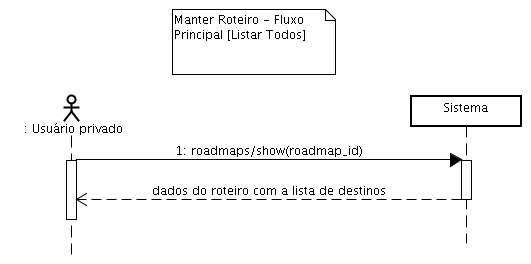 Manter Roteiro - Fluxo
Principal [Listar Todos]
: Usuário privado
Sistema
1: roadmaps/show(roadmap_id)
dados do roteiro com a lista de destinos